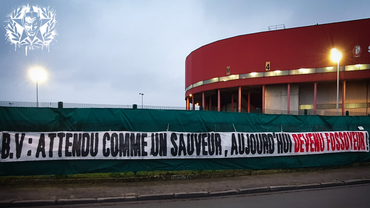 B.V : ATTENDU COMME UN SAUVEUR , AUJOURD'HUI DEVENU FOSSOYEUR !